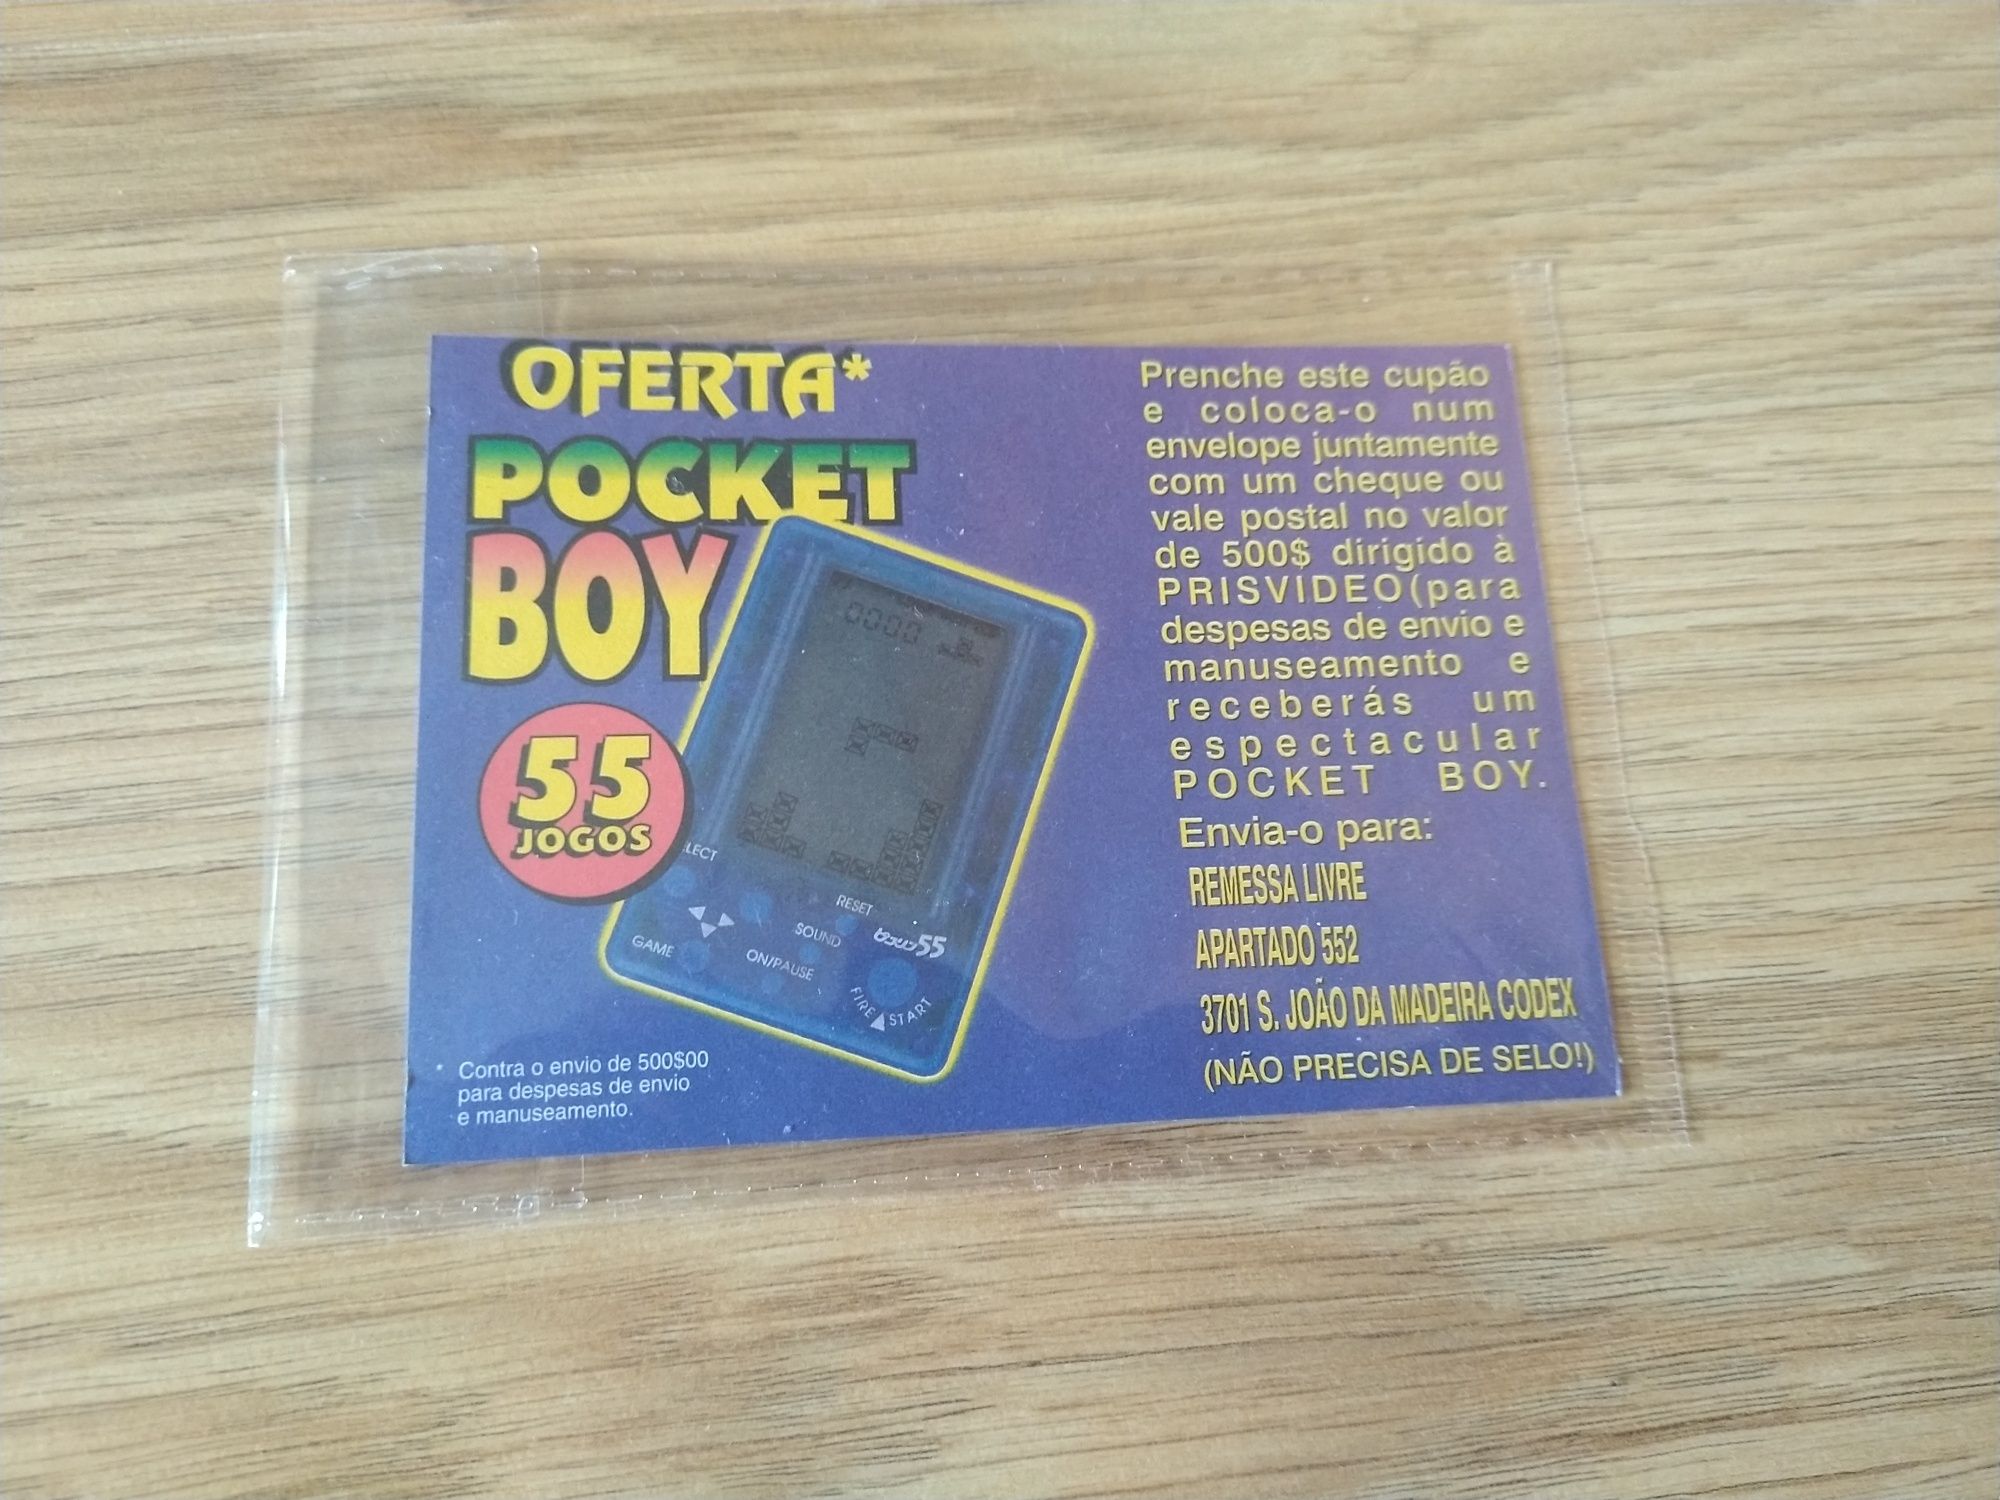 OFERTA*
POCKET
BOY
55
JOGOS
0000
LECT
RESET
SOUND
GAME
ON/PAUSE
55
FIRE START
* Contra o envio de 500$00
para despesas de envio
e manuseamento.
Prenche este cupão
e coloca-o num
envelope juntamente
com um cheque ou
vale postal no valor
de 500$ dirigido à
PRISVIDEO(para
despesas de envio e
manuseamento e
receberás um
espectacular
POCKET BOY.
Envia-o para:
REMESSA LIVRE
APARTADO 552
3701 S. JOÃO DA MADEIRA CODEX
(NÃO PRECISA DE SELO!)